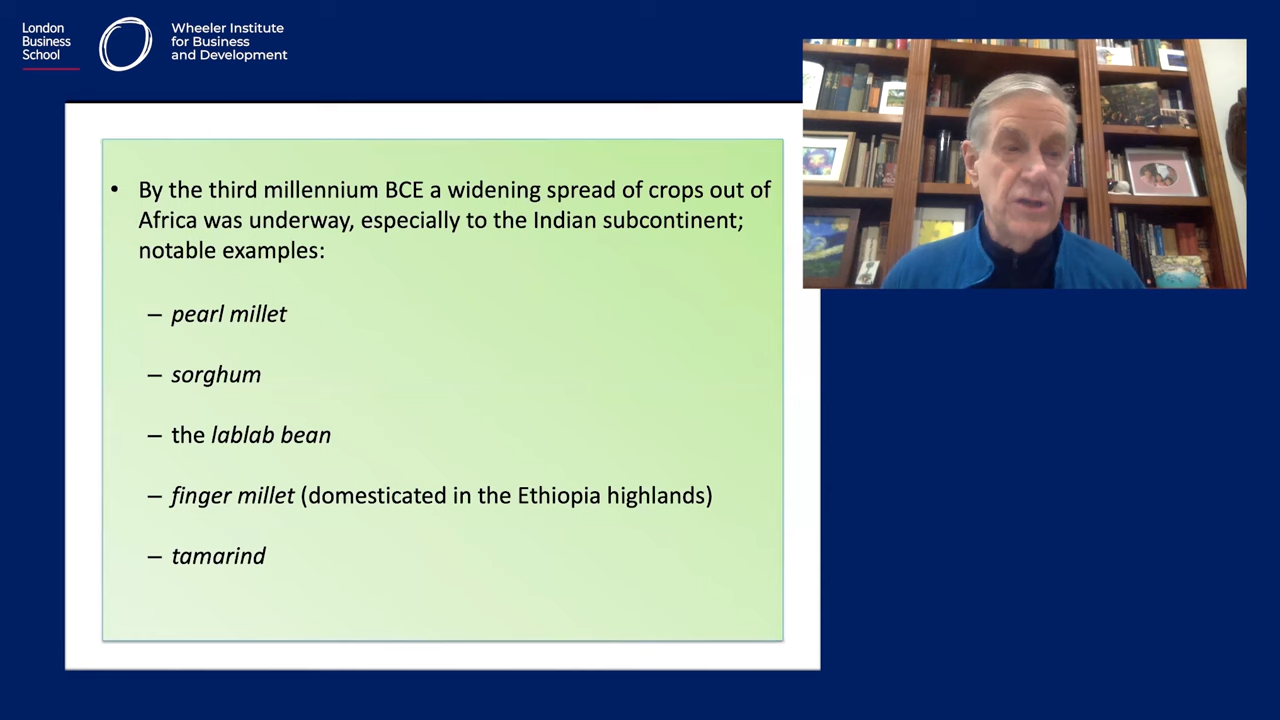 London
Business
School
Wheeler Institute
for Business
and Development
• By the third millennium BCE a widening spread of crops out of
Africa was underway, especially to the Indian subcontinent;
notable examples:
– pearl millet
– sorghum
– the lablab bean
– finger millet (domesticated in the Ethiopia highlands)
– tamarind